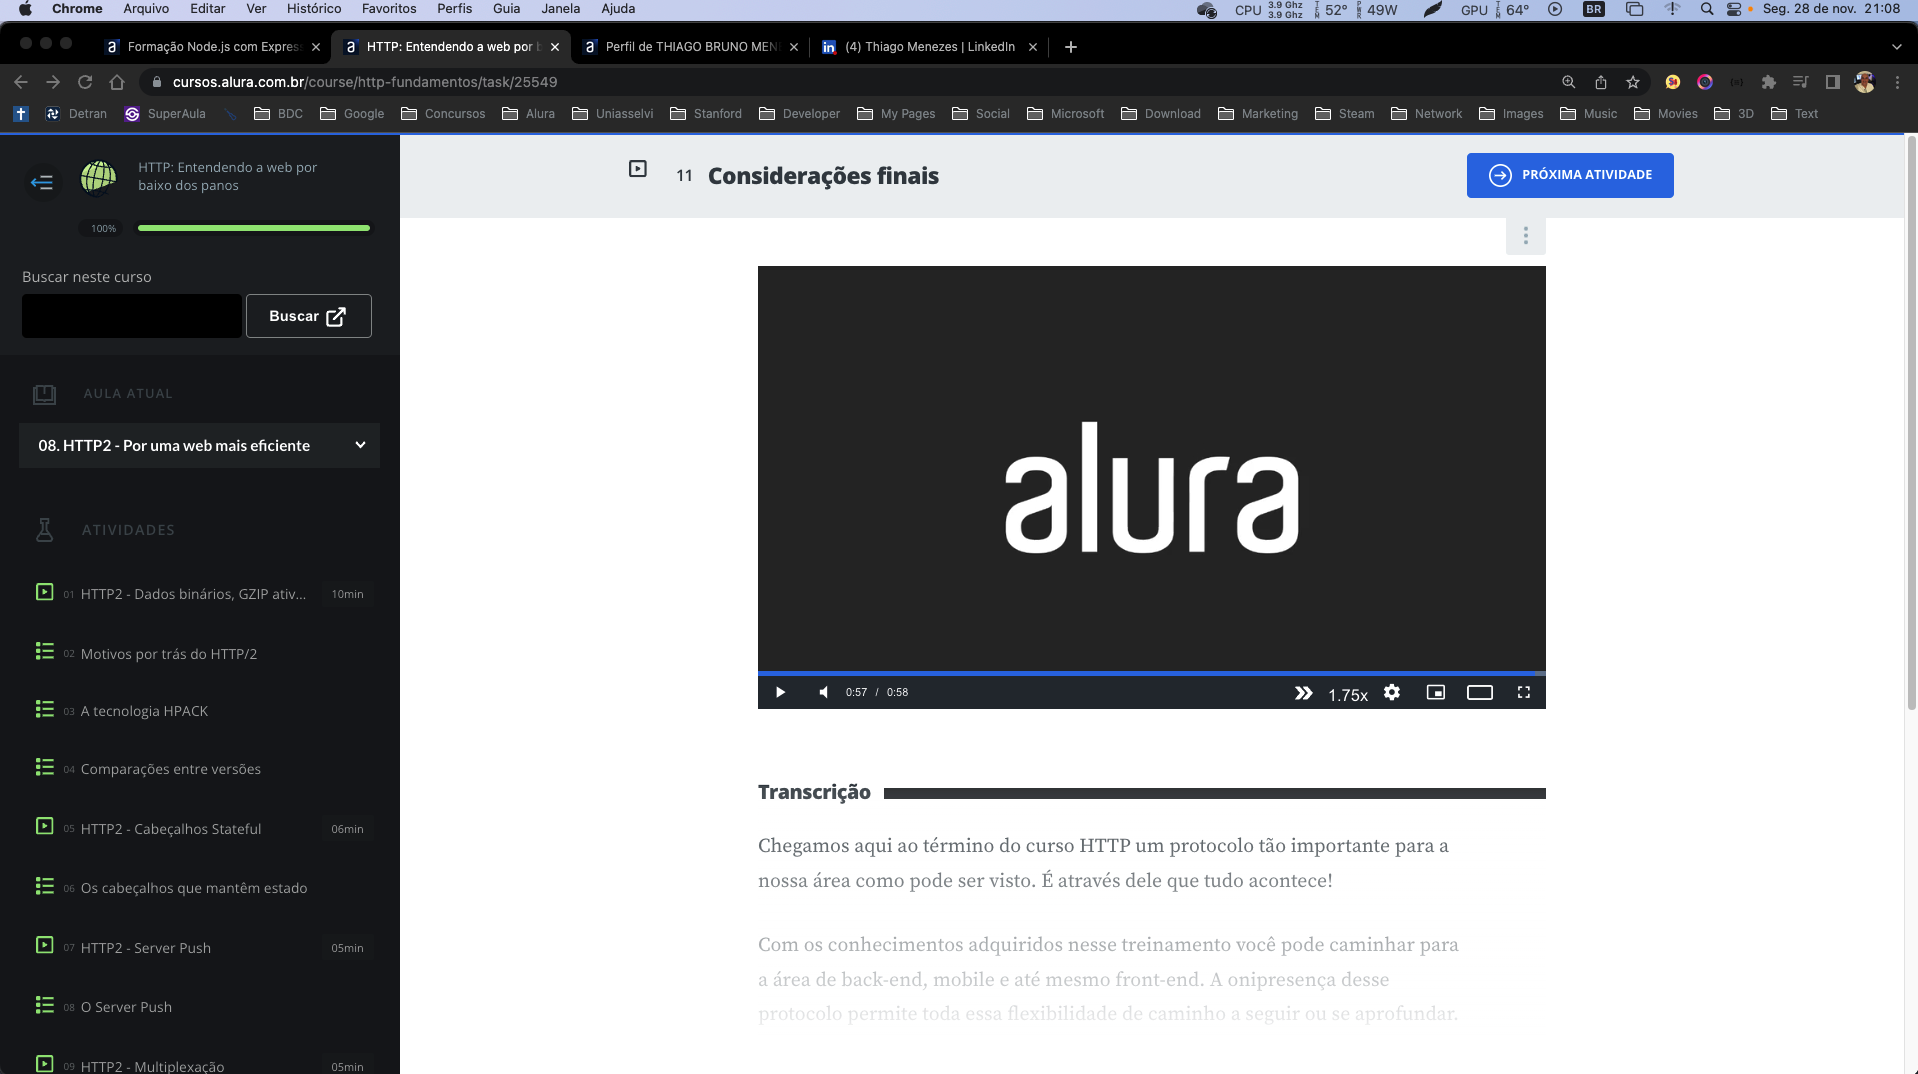 Chrome Arquivo Editar Ver Histórico Favoritos Perfis Guia Janela Ajuda CPU 3.9 Ghz 3.9 Ghz 52° 49W GPU 64° BR Seg. 28 de nov. 21:08
Formação Node.js com Expres
HTTP: Entendendo a web por b
Perfil de THIAGO BRUNO MEN
(4) Thiago Menezes | LinkedIn
cursos.alura.com.br/course/http-fundamentos/task/25549
Detran SuperAula BDC Google Concursos Alura Uniasselvi Stanford Developer My Pages Social Microsoft Download Marketing Steam Network Images Music Movies 3D Text
HTTP: Entendendo a web por
baixo dos panos
100%
Buscar neste curso
Buscar
AULA ATUAL
08. HTTP2 - Por uma web mais eficiente
ATIVIDADES
01 HTTP2 - Dados binários, GZIP ativ... 10min
02 Motivos por trás do HTTP/2
03 A tecnologia HPACK
04 Comparações entre versões
05 HTTP2 - Cabeçalhos Stateful 06min
06 Os cabeçalhos que mantêm estado
07 HTTP2 - Server Push 05min
08 O Server Push
09 HTTP2 - Multiplexação 05min
11 Considerações finais
PRÓXIMA ATIVIDADE
alura
0:57 / 0:58
1.75x
Transcrição
Chegamos aqui ao término do curso HTTP um protocolo tão importante para a
nossa área como pode ser visto. É através dele que tudo acontece!
Com os conhecimentos adquiridos nesse treinamento você pode caminhar para
a área de back-end, mobile e até mesmo front-end. A onipresença desse
protocolo permite toda essa flexibilidade de caminho a seguir ou se aprofundar.